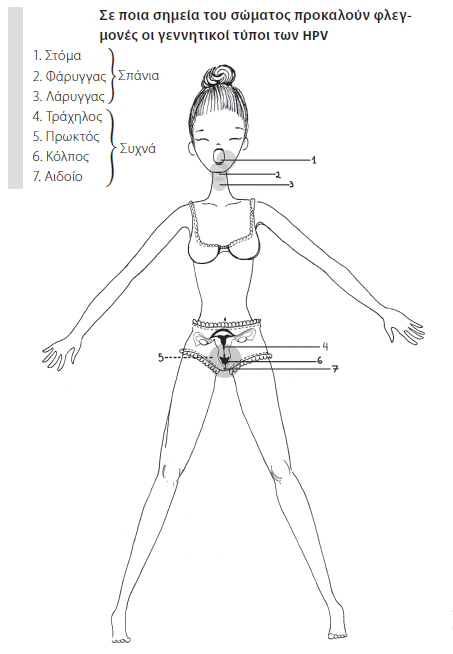 Σε ποια σημεία του σώματος προκαλούν φλεγ-
μονές οι γεννητικοί τύποι των HPV
1. Στόμα
2. Φάρυγγας
3. Λάρυγγας
Σπάνια
4. Τράχηλος
5. Πρωκτός
6. Κόλπος
7. Αιδοίο
Συχνά
1
2
3
4
5
6
7